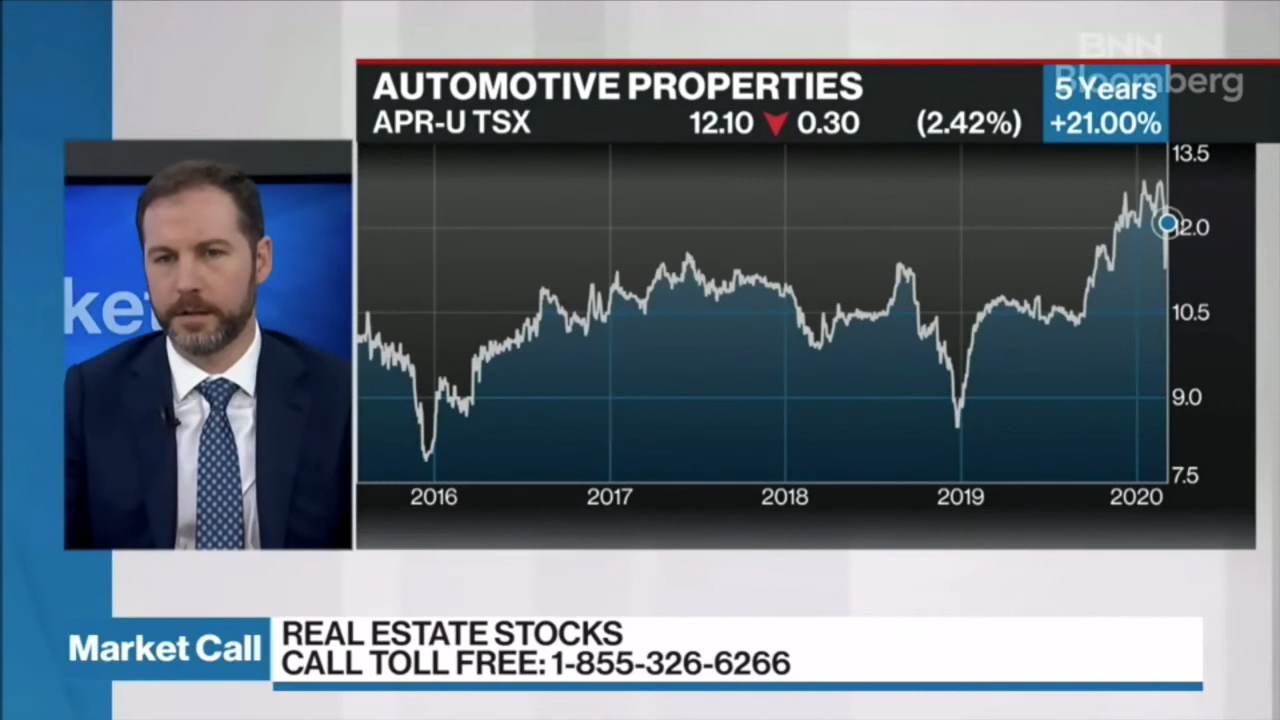 BNN
Bloomberg
AUTOMOTIVE PROPERTIES
5 Years
APR-U TSX
12.10 ▼ 0.30 (2.42%)
+21.00%
13.5
12.0
10.5
9.0
7.5
2016 2017 2018 2019 2020
ket
Market Call
REAL ESTATE STOCKS
CALL TOLL FREE: 1-855-326-6266